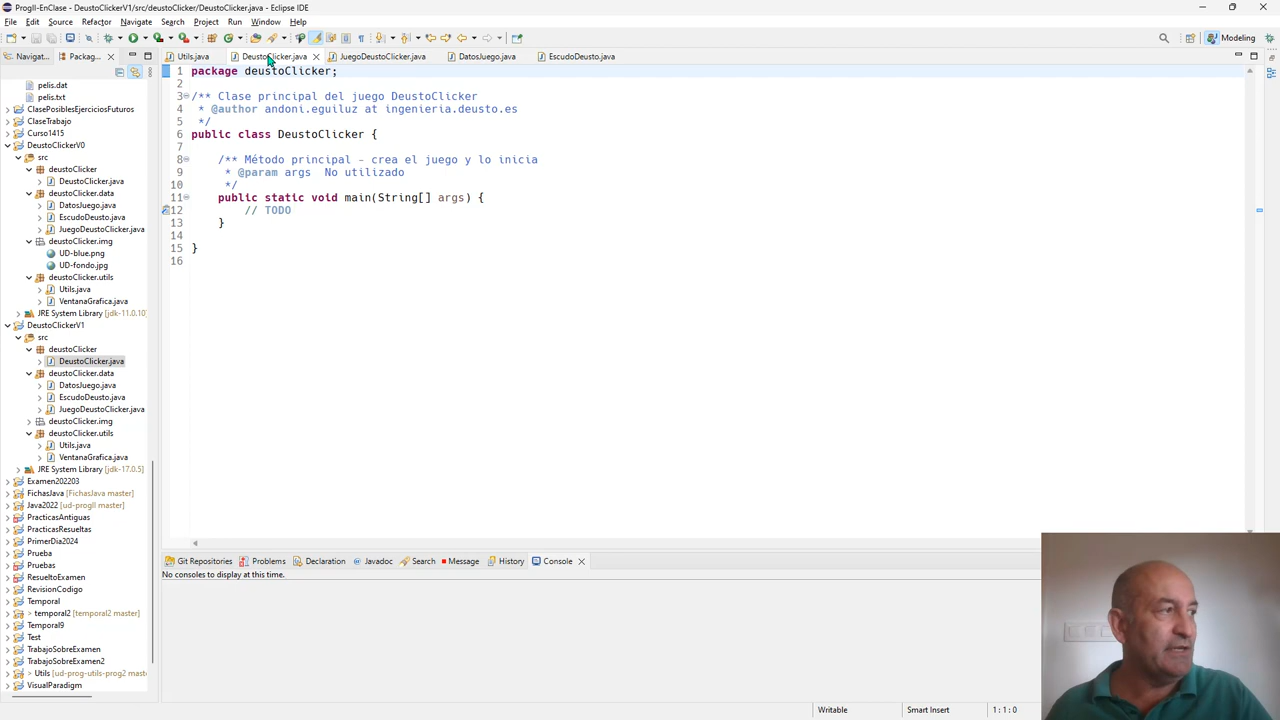 ProgII-EnClase - DeustoClickerV1/src/deustoClicker/DeustoClicker.java - Eclipse IDE
File Edit Source Refactor Navigate Search Project Run Window Help
Modeling
Navigat... Packag...
Utils.java DeustoClicker.java JuegoDeustoClicker.java DatosJuego.java EscudoDeusto.java
pelis.dat
pelis.txt
ClasePosiblesEjerciciosFuturos
ClaseTrabajo
Curso1415
DeustoClickerV0
src
deustoClicker
DeustoClicker.java
deustoClicker.data
DatosJuego.java
EscudoDeusto.java
JuegoDeustoClicker.java
deustoClicker.img
UD-blue.png
UD-fondo.jpg
deustoClicker.utils
Utils.java
VentanaGrafica.java
JRE System Library [jdk-11.0.10]
DeustoClickerV1
src
deustoClicker
DeustoClicker.java
deustoClicker.data
DatosJuego.java
EscudoDeusto.java
JuegoDeustoClicker.java
deustoClicker.img
deustoClicker.utils
Utils.java
VentanaGrafica.java
JRE System Library [jdk-17.0.5]
Examen202203
FichasJava [FichasJava master]
Java2022 [ud-progII master]
PracticasAntiguas
PracticasResueltas
PrimerDia2024
Prueba
Pruebas
ResueltoExamen
RevisionCodigo
Temporal
> temporal2 [temporal2 master]
Temporal9
Test
TrabajoSobreExamen
TrabajoSobreExamen2
> Utils [ud-prog-utils-prog2 mast
VisualParadigm
1 package deustoClicker;
2
3 /** Clase principal del juego DeustoClicker
4 * @author andoni.eguiluz at ingenieria.deusto.es
5 */
6 public class DeustoClicker {
7
8 /** Método principal - crea el juego y lo inicia
9 * @param args No utilizado
10 */
11 public static void main(String[] args) {
12 // TODO
13 }
14
15 }
16
Git Repositories Problems Declaration Javadoc Search Message History Console
No consoles to display at this time.
Writable Smart Insert 1 : 1 : 0